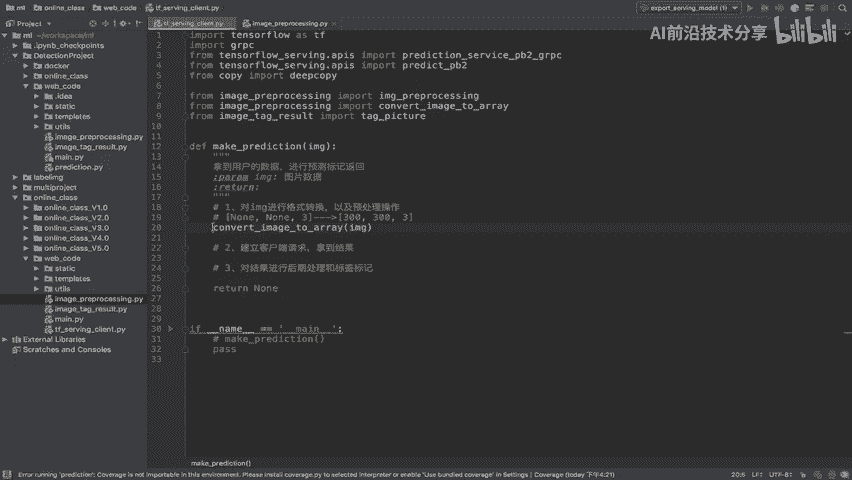 ml
online_class
web_code
tf_serving_client.py
export_serving_model (1)
AI前沿技术分享 bilibili
Project
tf_serving_client.py
image_preprocessing.py
ml ~/workspace/ml
.ipynb_checkpoints
DetectionProject
docker
online_class
web_code
.idea
static
templates
utils
image_preprocessing.py
image_tag_result.py
main.py
prediction.py
labelimg
multiproject
online_class
online_class_V1.0
online_class_V2.0
online_class_V3.0
online_class_V4.0
online_class_V5.0
web_code
static
templates
utils
image_preprocessing.py
image_tag_result.py
main.py
tf_serving_client.py
External Libraries
Scratches and Consoles
1 import tensorflow as tf
2 import grpc
3 from tensorflow_serving.apis import prediction_service_pb2_grpc
4 from tensorflow_serving.apis import predict_pb2
5 from copy import deepcopy
6
7 from image_preprocessing import img_preprocessing
8 from image_preprocessing import convert_image_to_array
9 from image_tag_result import tag_picture
10
11
12 def make_prediction(img):
13 """
14 拿到用户的数据，进行预测标记返回
15 :param img: 图片数据
16 :return:
17 """
18 # 1、对img进行格式转换，以及预处理操作
19 # [None, None, 3]--->[300, 300, 3]
20 convert_image_to_array(img)
21
22 # 2、建立客户端请求，拿到结果
23
24 # 3、对结果进行后期处理和标签标记
25
26 return None
27
28
29
30 if __name__ == '__main__':
31 # make_prediction()
32 pass
33
make_prediction()
Error running 'prediction': Coverage is not importable in this environment. Please install coverage.py to selected interpreter or enable 'Use bundled coverage' in Settings | Coverage (today 下午4:21)
20:5 LF: UTF-8: